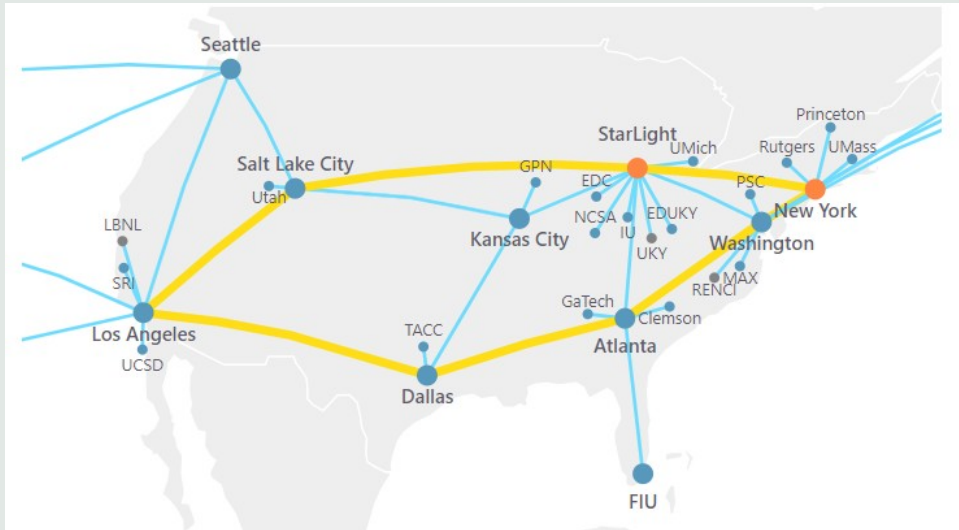 Seattle
Princeton
StarLight
UMich
Rutgers
UMass
Salt Lake City
GPN
EDC
PSC
Utah
NCSA
IU
EDUKY
New York
LBNL
Kansas City
UKY
Washington
SRI
MAX
RENCI
GaTech
Clemson
Los Angeles
TACC
Atlanta
UCSD
Dallas
FIU